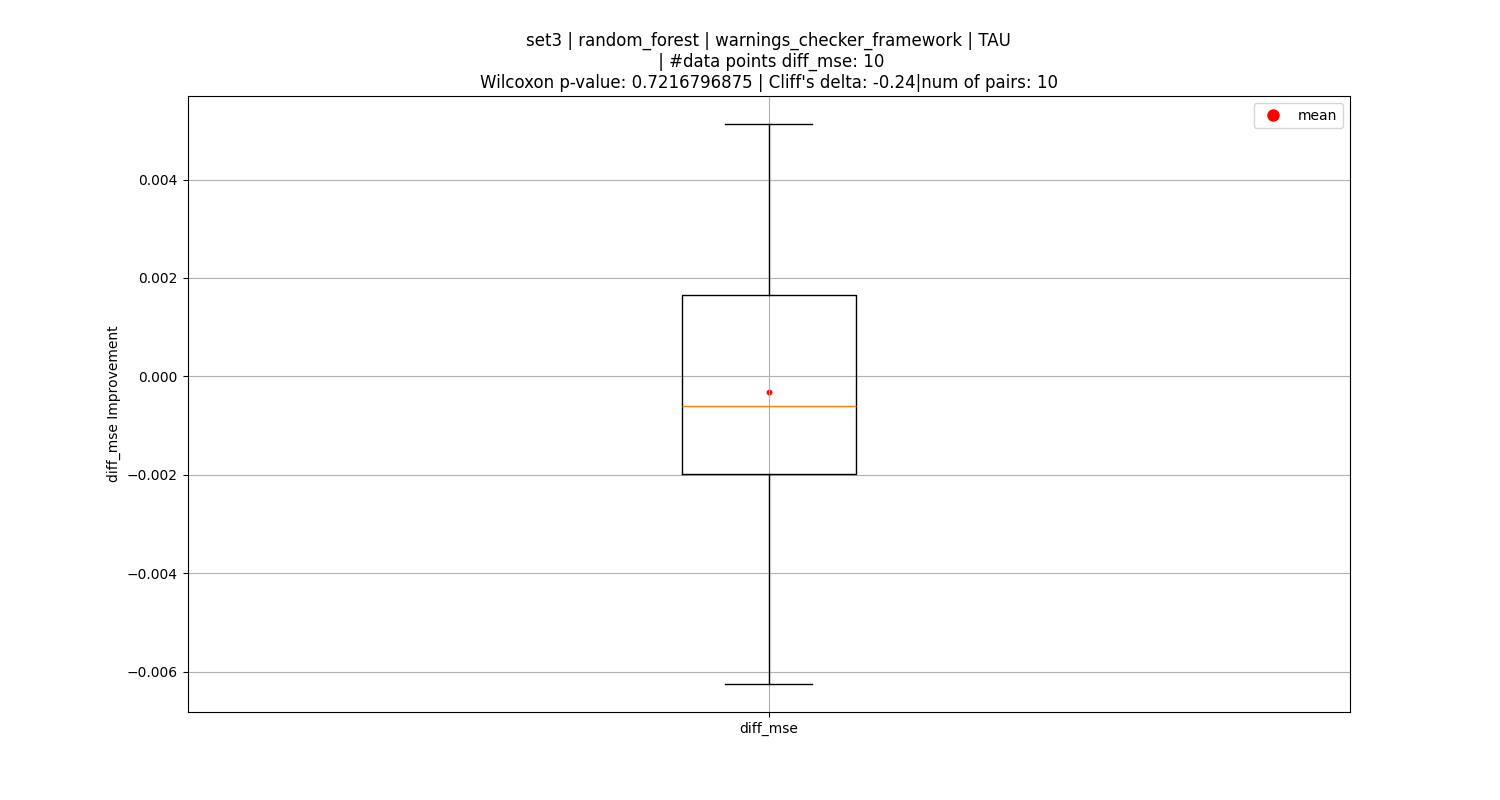 set3 | random_forest | warnings_checker_framework | TAU
| #data points diff_mse: 10
Wilcoxon p-value: 0.7216796875 | Cliff's delta: -0.24|num of pairs: 10
mean
0.004
0.002
0.000
−0.002
−0.004
−0.006
diff_mse Improvement
diff_mse